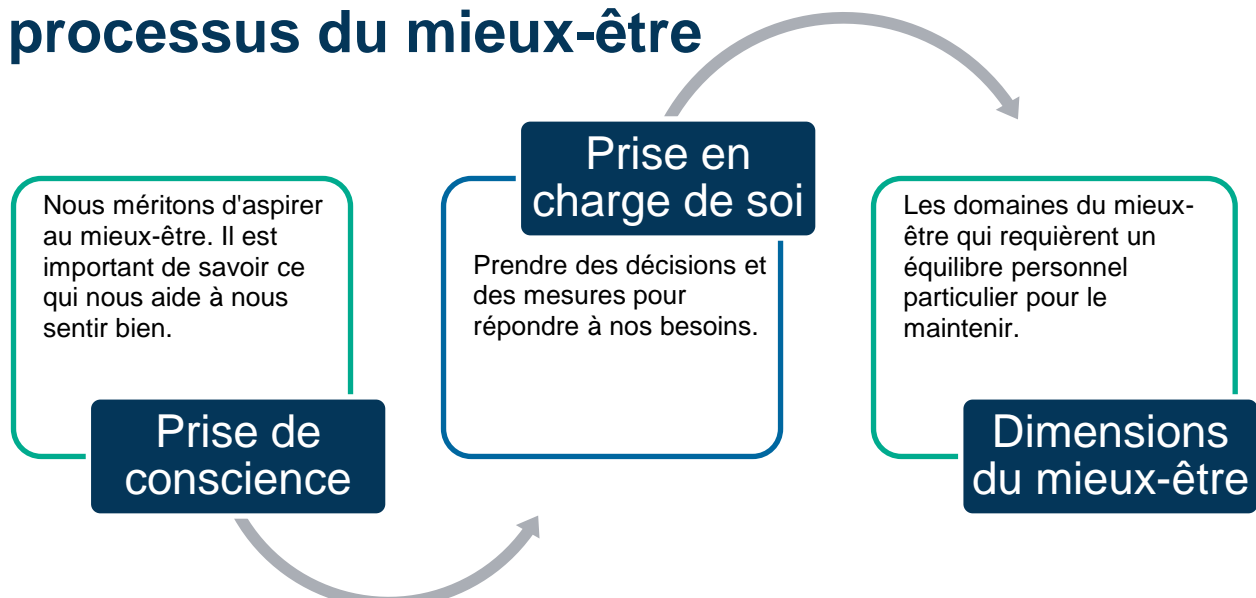 processus du mieux-être
Nous méritons d'aspirer
au mieux-être. Il est
important de savoir ce
qui nous aide à nous
sentir bien.
Prise de
conscience
Prise en
charge de soi
Prendre des décisions et
des mesures pour
répondre à nos besoins.
Les domaines du mieux-
être qui requièrent un
équilibre personnel
particulier pour le
maintenir.
Dimensions
du mieux-être